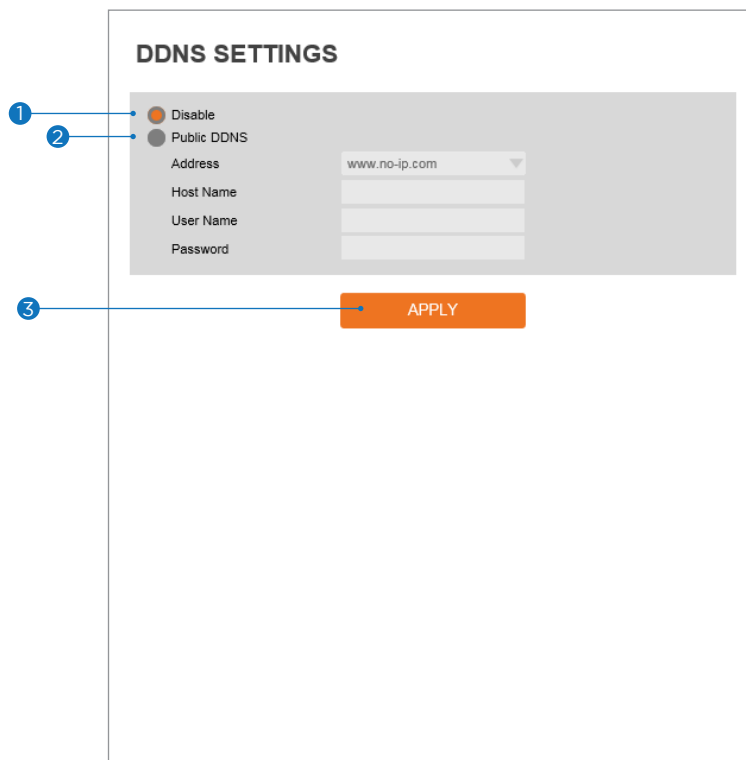 DDNS SETTINGS
1 Disable
2 Public DDNS
Address www.no-ip.com
Host Name
User Name
Password
3 APPLY